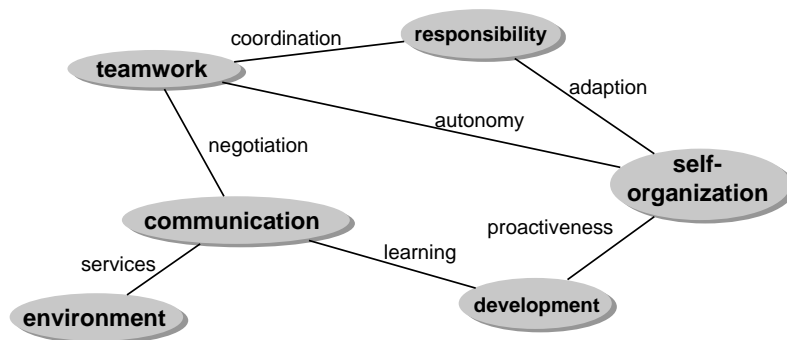 coordination
responsibility
teamwork
adaption
autonomy
negotiation
self-
organization
communication
proactiveness
learning
services
development
environment